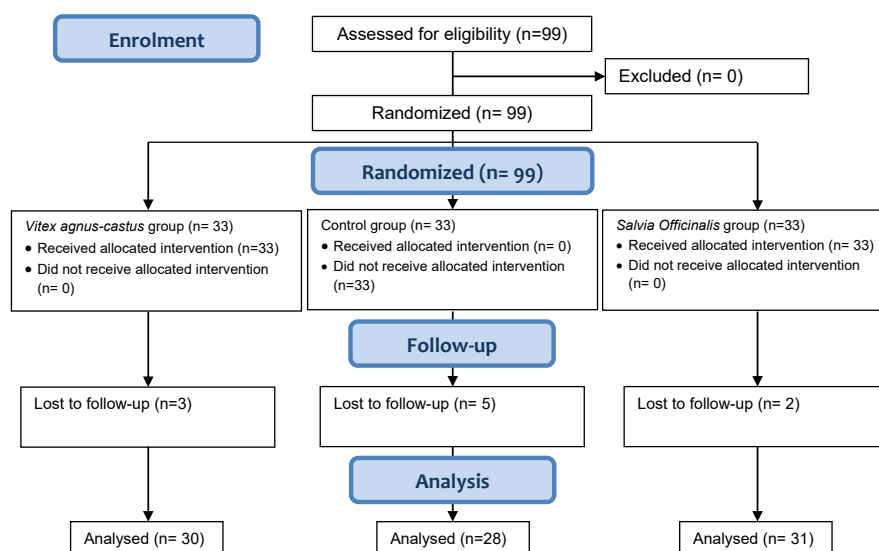 Enrolment
Assessed for eligibility (n=99)
Excluded (n= 0)
Randomized (n= 99)
Randomized (n= 99)
Vitex agnus-castus group (n= 33)
• Received allocated intervention (n=33)
• Did not receive allocated intervention
(n= 0)
Control group (n= 33)
• Received allocated intervention (n= 0)
• Did not receive allocated intervention
(n=33)
Salvia Officinalis group (n=33)
• Received allocated intervention (n= 33)
• Did not receive allocated intervention
(n= 0)
Follow-up
Lost to follow-up (n=3)
Lost to follow-up (n= 5)
Lost to follow-up (n= 2)
Analysis
Analysed (n= 30)
Analysed (n=28)
Analysed (n= 31)